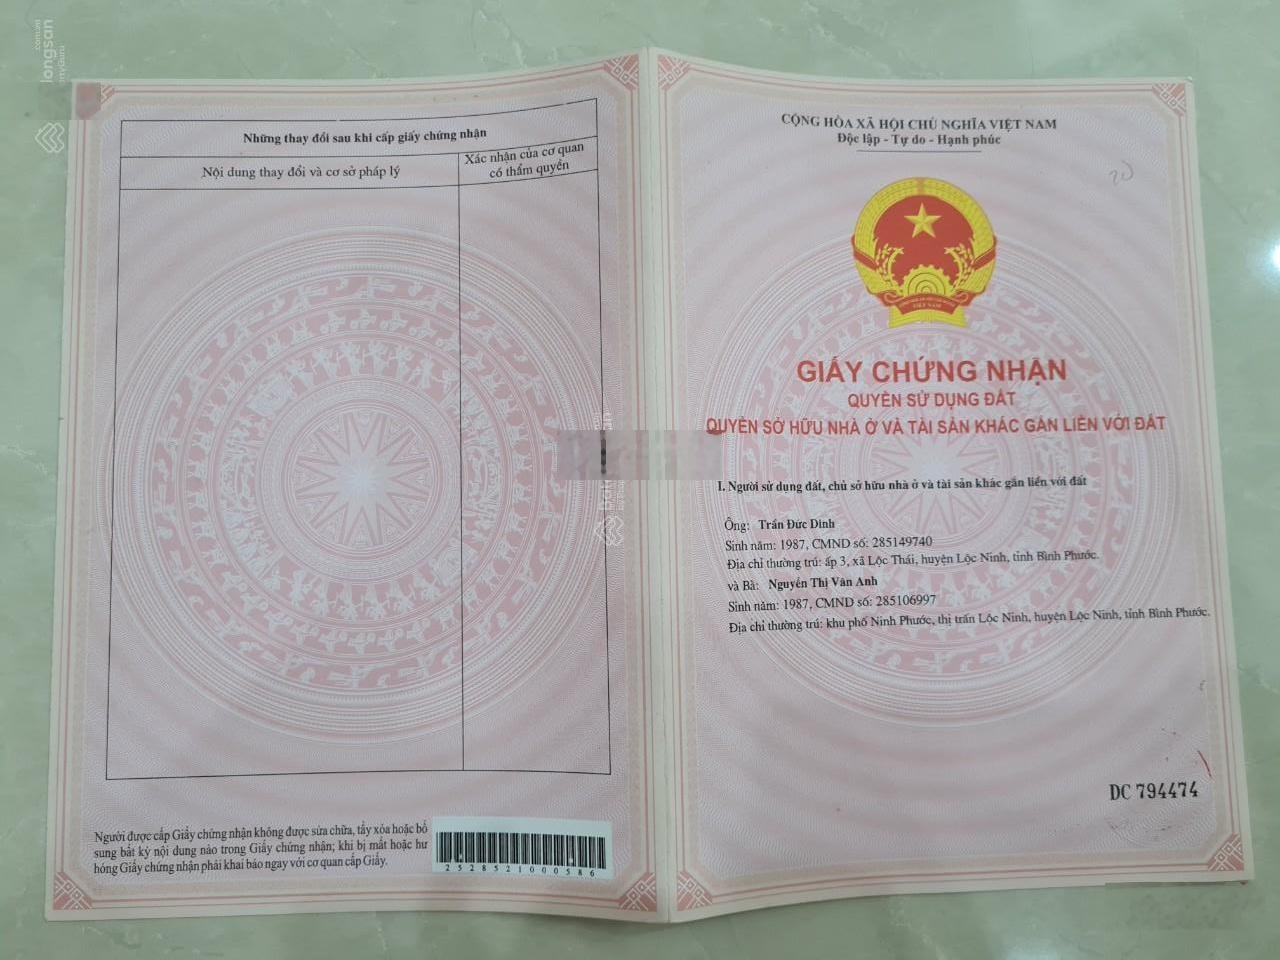 Những thay đổi sau khi cấp giấy chứng nhận
Nội dung thay đổi và cơ sở pháp lý
Xác nhận của cơ quan
có thẩm quyền
Người được cấp Giấy chứng nhận không được sửa chữa, tẩy xóa hoặc bổ
sung bất kỳ nội dung nào trong Giấy chứng nhận; khi bị mất hoặc hư
hỏng Giấy chứng nhận phải khai báo ngay với cơ quan cấp Giấy.
2528521000586
CỘNG HÒA XÃ HỘI CHỦ NGHĨA VIỆT NAM
Độc lập - Tự do - Hạnh phúc
20
VIỆT NAM
GIẤY CHỨNG NHẬN
QUYỀN SỬ DỤNG ĐẤT
QUYỀN SỞ HỮU NHÀ Ở VÀ TÀI SẢN KHÁC GẮN LIỀN VỚI ĐẤT
I. Người sử dụng đất, chủ sở hữu nhà ở và tài sản khác gắn liền với đất
Ông: Trần Đức Dinh
Sinh năm: 1987, CMND số: 285149740
Địa chỉ thường trú: ấp 3, xã Lộc Thái, huyện Lộc Ninh, tỉnh Bình Phước.
và Bà: Nguyễn Thị Vân Anh
Sinh năm: 1987, CMND số: 285106997
Địa chỉ thường trú: khu phố Ninh Phước, thị trấn Lộc Ninh, huyện Lộc Ninh, tỉnh Bình Phước.
DC 794474